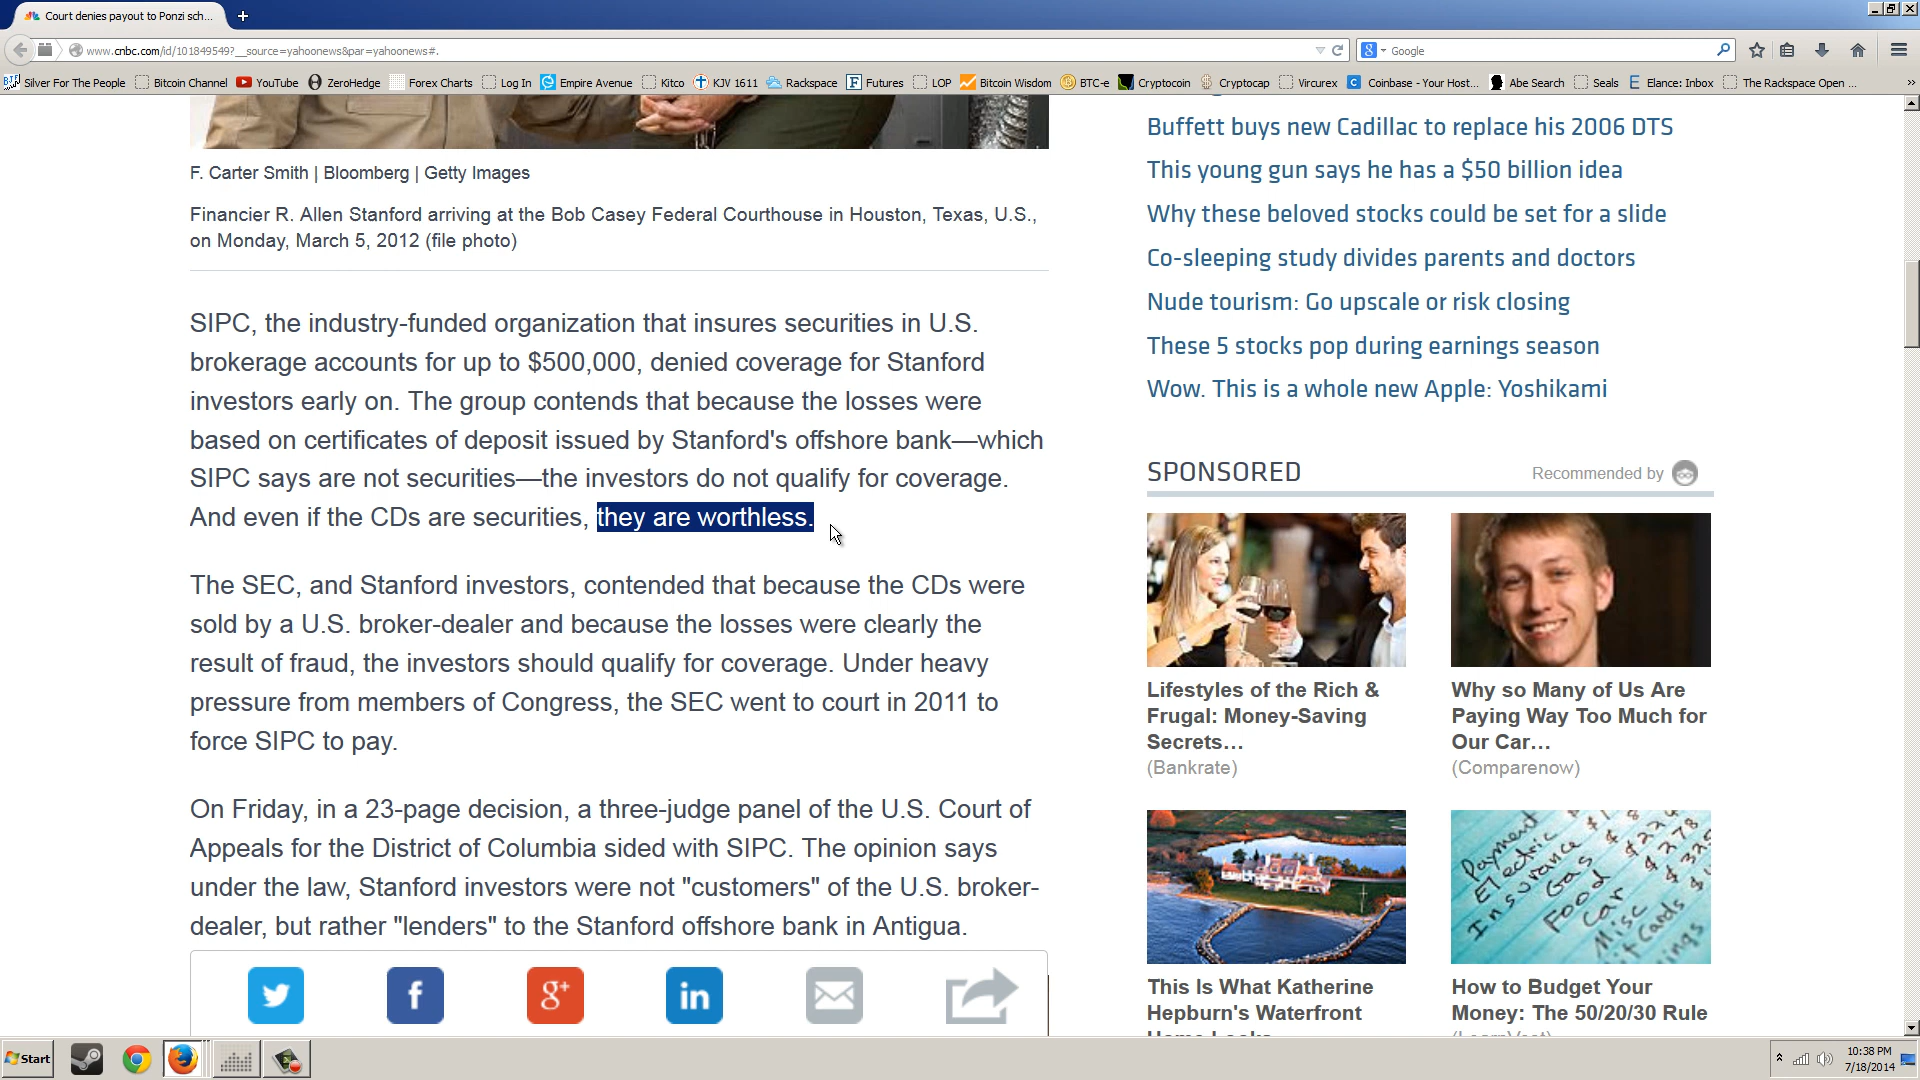 Court denies payout to Ponzi sch...
www.cnbc.com/id/101849549?__source=yahoonews&par=yahoonews#.
Google
Silver For The People
Bitcoin Channel
YouTube
ZeroHedge
Forex Charts
Log In
Empire Avenue
Kitco
KJV 1611
Rackspace
Futures
LOP
Bitcoin Wisdom
BTC-e
Cryptocoin
Cryptocap
Vircurex
Coinbase - Your Host...
Abe Search
Seals
Elance: Inbox
The Rackspace Open ...
F. Carter Smith | Bloomberg | Getty Images
Financier R. Allen Stanford arriving at the Bob Casey Federal Courthouse in Houston, Texas, U.S.,
on Monday, March 5, 2012 (file photo)
SIPC, the industry-funded organization that insures securities in U.S.
brokerage accounts for up to $500,000, denied coverage for Stanford
investors early on. The group contends that because the losses were
based on certificates of deposit issued by Stanford's offshore bank—which
SIPC says are not securities—the investors do not qualify for coverage.
And even if the CDs are securities, they are worthless.
The SEC, and Stanford investors, contended that because the CDs were
sold by a U.S. broker-dealer and because the losses were clearly the
result of fraud, the investors should qualify for coverage. Under heavy
pressure from members of Congress, the SEC went to court in 2011 to
force SIPC to pay.
On Friday, in a 23-page decision, a three-judge panel of the U.S. Court of
Appeals for the District of Columbia sided with SIPC. The opinion says
under the law, Stanford investors were not "customers" of the U.S. broker-
dealer, but rather "lenders" to the Stanford offshore bank in Antigua.
Buffett buys new Cadillac to replace his 2006 DTS
This young gun says he has a $50 billion idea
Why these beloved stocks could be set for a slide
Co-sleeping study divides parents and doctors
Nude tourism: Go upscale or risk closing
These 5 stocks pop during earnings season
Wow. This is a whole new Apple: Yoshikami
SPONSORED
Recommended by
Lifestyles of the Rich &
Frugal: Money-Saving
Secrets...
(Bankrate)
Why so Many of Us Are
Paying Way Too Much for
Our Car...
(Comparenow)
Payment
Electric
Insurance
Gas
Food
Car
Misc
This Is What Katherine
Hepburn's Waterfront
How to Budget Your
Money: The 50/20/30 Rule
Start
10:38 PM
7/18/2014